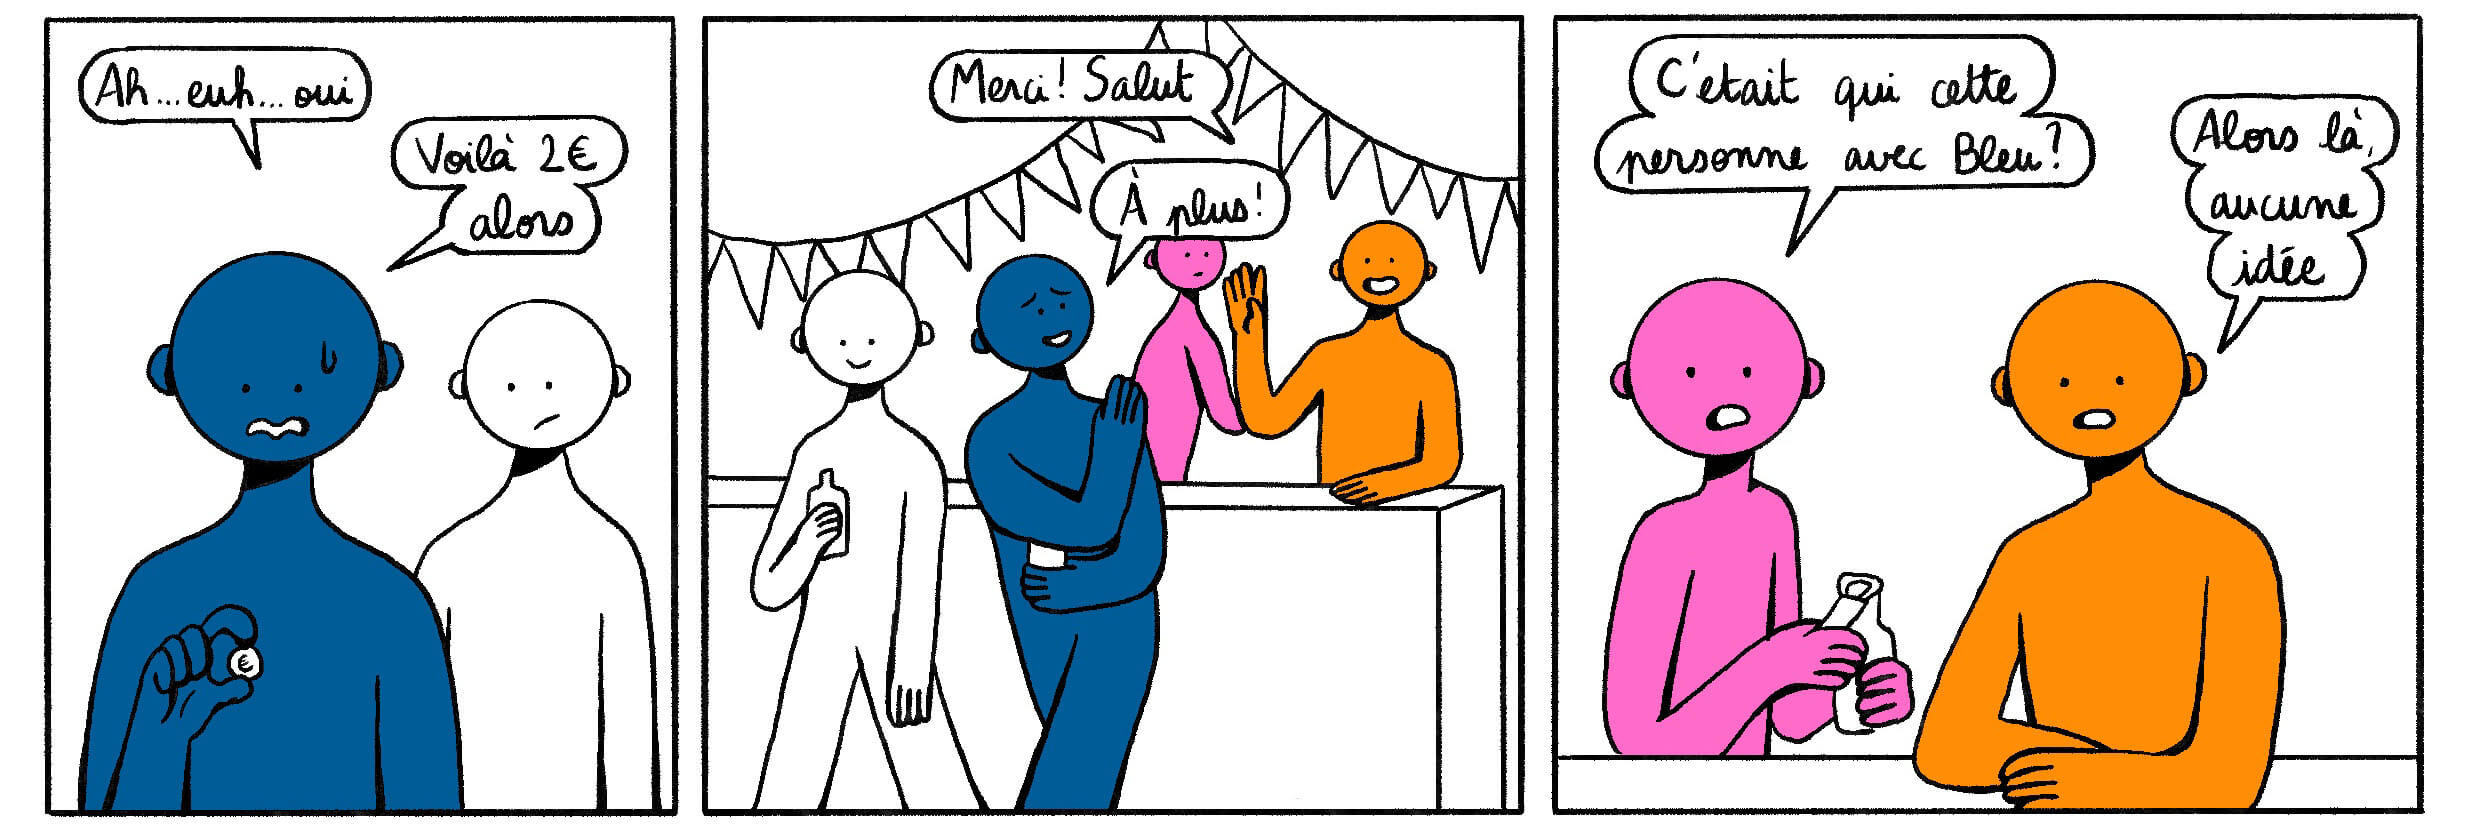 Ah...euh...oui
Voilà 2€
alors
€
Merci! Salut
À plus!
C'etait qui cette
personne avec Bleu?
Alors là,
aucune
idée